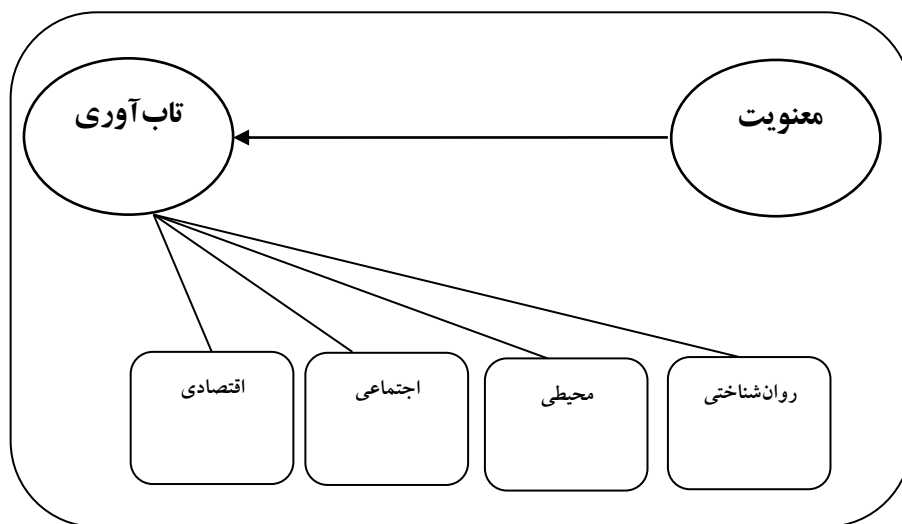 معنویت
تاب‌آوری
روان‌شناختی
محیطی
اجتماعی
اقتصادی